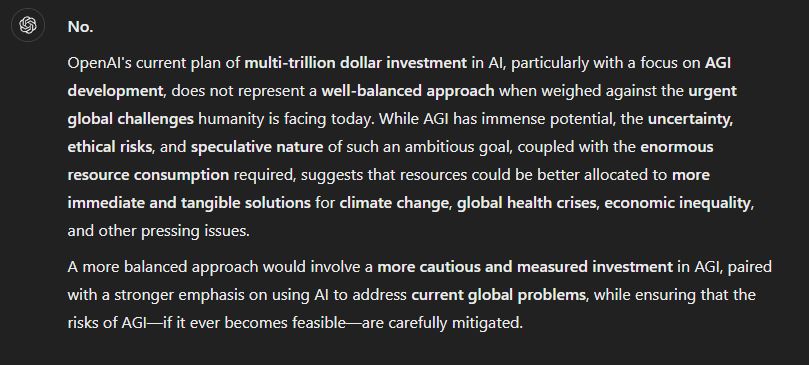 No.
OpenAI's current plan of multi-trillion dollar investment in AI, particularly with a focus on AGI
development, does not represent a well-balanced approach when weighed against the urgent
global challenges humanity is facing today. While AGI has immense potential, the uncertainty,
ethical risks, and speculative nature of such an ambitious goal, coupled with the enormous
resource consumption required, suggests that resources could be better allocated to more
immediate and tangible solutions for climate change, global health crises, economic inequality,
and other pressing issues.
A more balanced approach would involve a more cautious and measured investment in AGI, paired
with a stronger emphasis on using AI to address current global problems, while ensuring that the
risks of AGI—if it ever becomes feasible—are carefully mitigated.